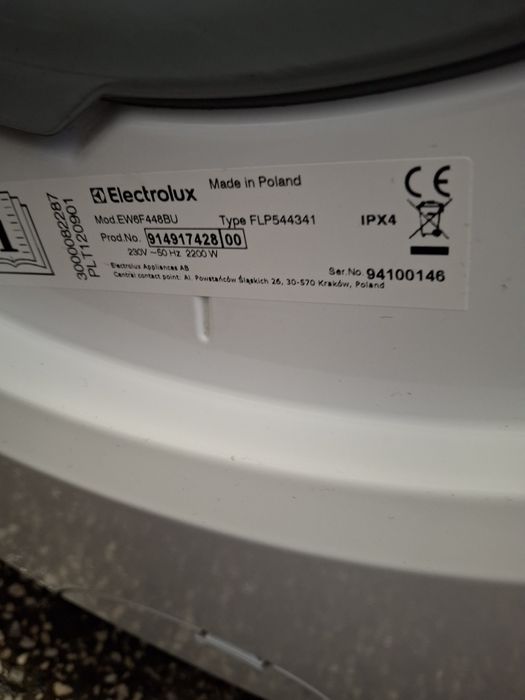 Electrolux Made in Poland
Mod.EW6F448BU Type FLP544341 IPX4
Prod.No. 914917428 00
230V ~50 Hz 2200 W
Ser.No. 94100146
Electrolux Appliances AB
Central contact point: Al. Powstańców Śląskich 26, 30-570 Kraków, Poland
3000082287
PLT120901
CE